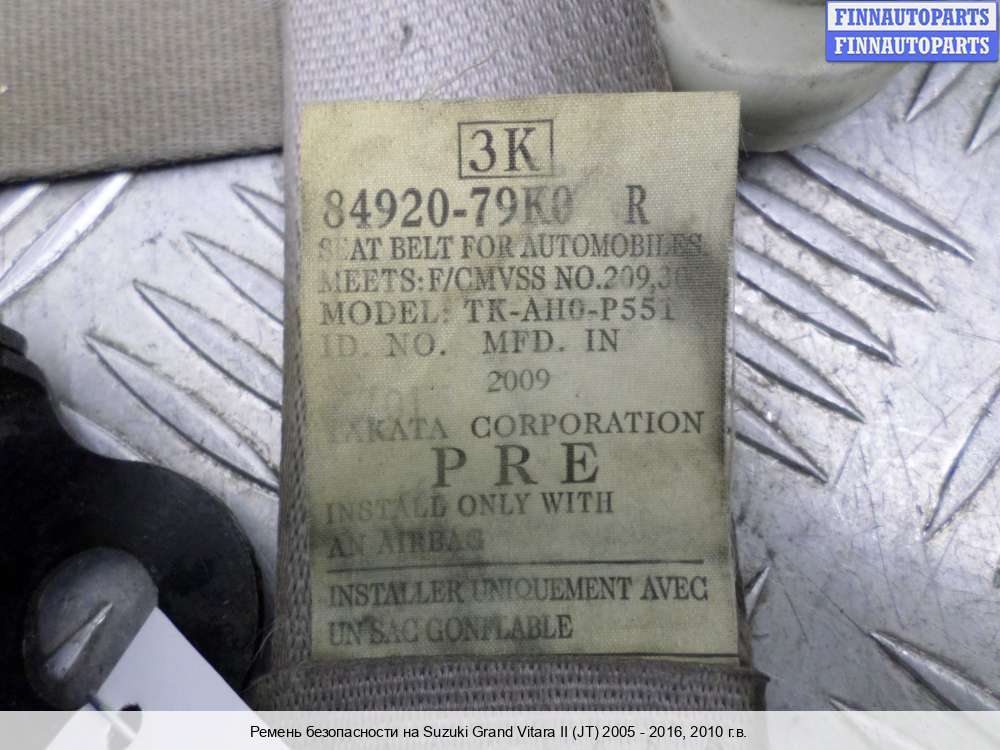 FINNAUTOPARTS
FINNAUTOPARTS
3K
84920-79K0 R
SEAT BELT FOR AUTOMOBILES
MEETS:F/CMVSS NO.209,30
MODEL: TK-AH0-P551
ID. NO. MFD. IN
2009
TAKATA CORPORATION
PRE
INSTALL ONLY WITH
AN AIRBAG
INSTALLER UNIQUEMENT AVEC
UN SAC GONFLABLE
Ремень безопасности на Suzuki Grand Vitara II (JT) 2005 - 2016, 2010 г.в.